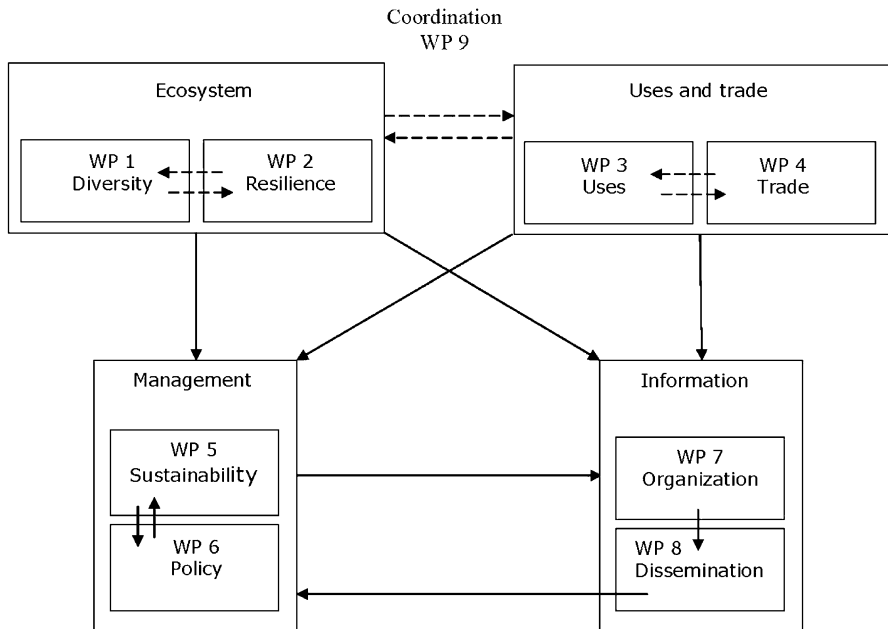 Coordination
WP 9
Ecosystem
WP 1
Diversity
WP 2
Resilience
Uses and trade
WP 3
Uses
WP 4
Trade
Management
WP 5
Sustainability
WP 6
Policy
Information
WP 7
Organization
WP 8
Dissemination